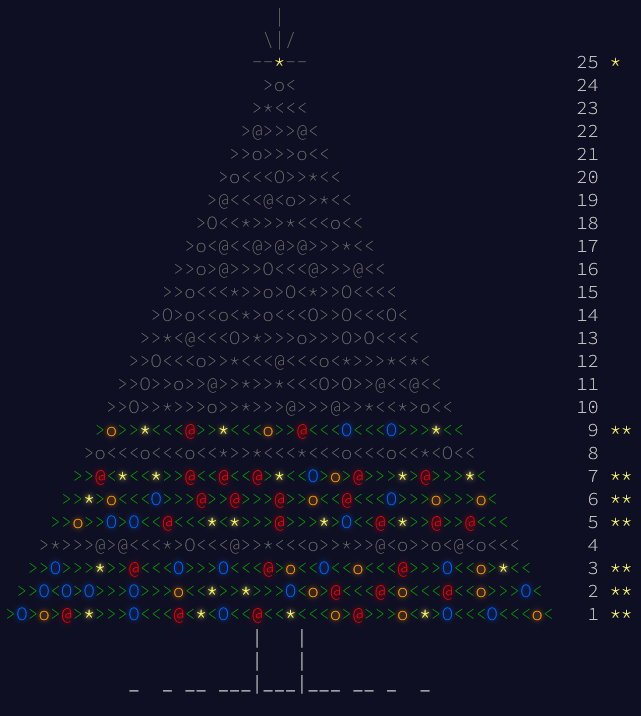 |
\|/
--*-- 25 *
>o< 24
>*<<< 23
>@>>>@< 22
>>o>>>o<< 21
>o<<<O>>*<< 20
>@<<<@<o>>*<< 19
>O<<*>>>*<<<o<< 18
>o<@<<@>@>@>>>*<< 17
>>o>@>>>O<<<@>>>@<< 16
>>o<<<*>>o>O<*>>O<<<< 15
>O>o<<o<*>o<<<O>>O<<<O< 14
>>*<@<<<O>*>>>o>>>O>O<<<< 13
>>O<<<o>>*<<<@<<<o<*>>>*<*< 12
>>O>>o>>@>>*>>*<<<O>O>>@<<@<< 11
>>O>>*>>>o>>*>>>@>>>@>>*<<*>o<< 10
>o>>*<<<@>>*<<<o>>@<<<O<<<O>>>*<< 9 **
8
>>@<*<<*>>@<<@<<@>*<<O>o>@>>>*>@>>>*< 7 **
>>*>o<<<O>>>@>>@>>>@>>o<<@<<<O>>>o>>>o< 6 **
>>o>>O>O<<@<<<*>*>>>@>>>*>O<<@>*>>@>>@<<< 5 **
>*>>>@>@<<<*>O<<<@>>*<<<<o>>*>>@<o>>o<@<o<<< 4
>>O>>>*>>@<<<O>>>O<<<@>o<<O<<o<<<@>>>O<<o>*<< 3 **
>>O<O>O>>>O>>>o<<*>>*>>>O>o>@<<<@<o<<<@<<o>>>O< 2 **
>O>o>@>*>>>O<<<@<*<O<<@<<*<<<o>@>>>o>*>O<<<O<<<o< 1 **
| |
| |
_ _ __ ___|___|___ __ _ _